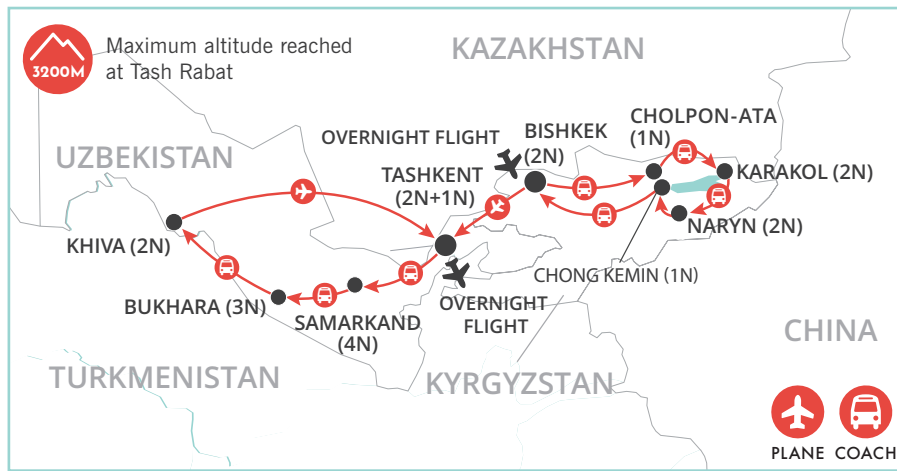 3200M
Maximum altitude reached
at Tash Rabat
KAZAKHSTAN
CHOLPON-ATA
(1N)
OVERNIGHT FLIGHT
BISHKEK
(2N)
UZBEKISTAN
TASHKENT
(2N+1N)
KARAKOL (2N)
NARYN (2N)
KHIVA (2N)
CHONG KEMIN (1N)
BUKHARA (3N)
SAMARKAND
(4N)
OVERNIGHT
FLIGHT
CHINA
TURKMENISTAN
KYRGYZSTAN
PLANE
COACH